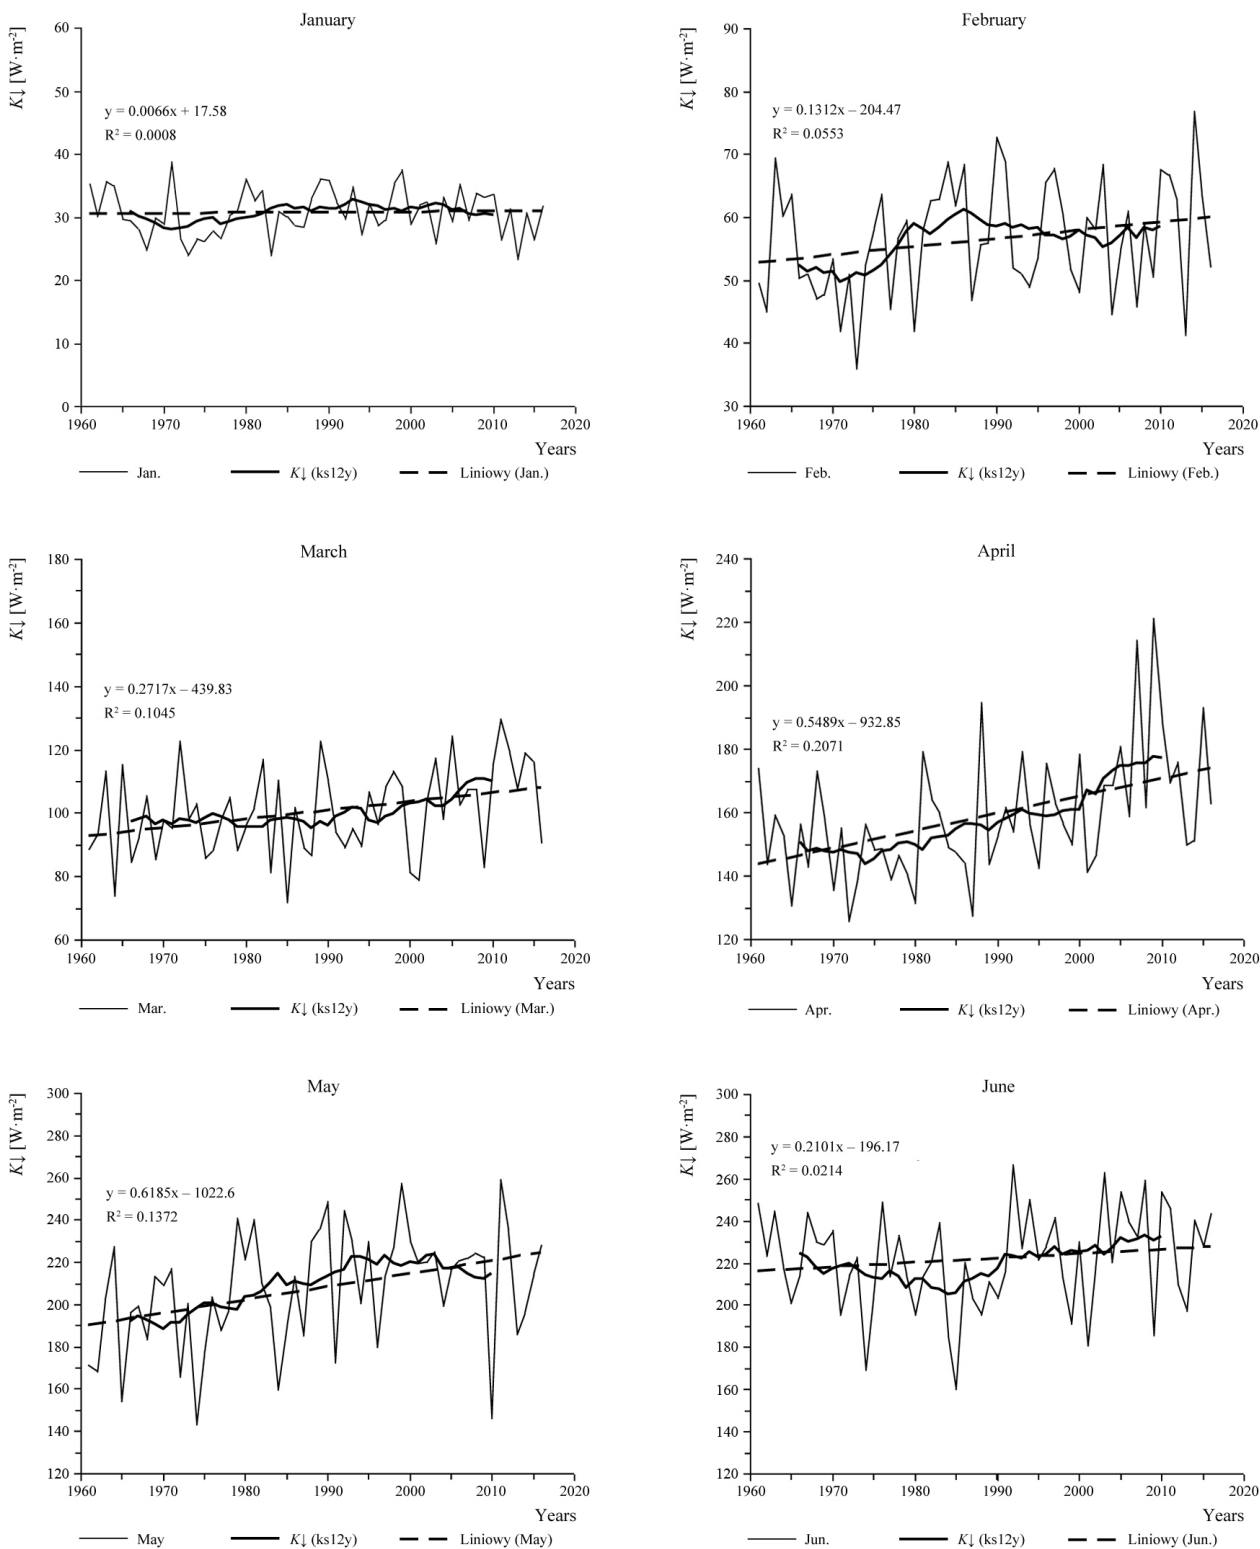 January
K↓ [W·m-2]
60
50
40
30
20
10
0
y = 0.0066x + 17.58
R2 = 0.0008
1960 1970 1980 1990 2000 2010 2020
Years
Jan. K↓ (ks12y) Liniowy (Jan.)
February
K↓ [W·m-2]
90
80
70
60
50
40
30
y = 0.1312x – 204.47
R2 = 0.0553
1960 1970 1980 1990 2000 2010 2020
Years
Feb. K↓ (ks12y) Liniowy (Feb.)
March
K↓ [W·m-2]
180
160
140
120
100
80
60
y = 0.2717x – 439.83
R2 = 0.1045
1960 1970 1980 1990 2000 2010 2020
Years
Mar. K↓ (ks12y) Liniowy (Mar.)
April
K↓ [W·m-2]
240
220
200
180
160
140
120
y = 0.5489x – 932.85
R2 = 0.2071
1960 1970 1980 1990 2000 2010 2020
Years
Apr. K↓ (ks12y) Liniowy (Apr.)
May
K↓ [W·m-2]
300
280
260
240
220
200
180
160
140
120
y = 0.6185x – 1022.6
R2 = 0.1372
1960 1970 1980 1990 2000 2010 2020
Years
May K↓ (ks12y) Liniowy (May)
June
K↓ [W·m-2]
300
280
260
240
220
200
180
160
140
120
y = 0.2101x – 196.17
R2 = 0.0214
1960 1970 1980 1990 2000 2010 2020
Years
Jun. K↓ (ks12y) Liniowy (Jun.)